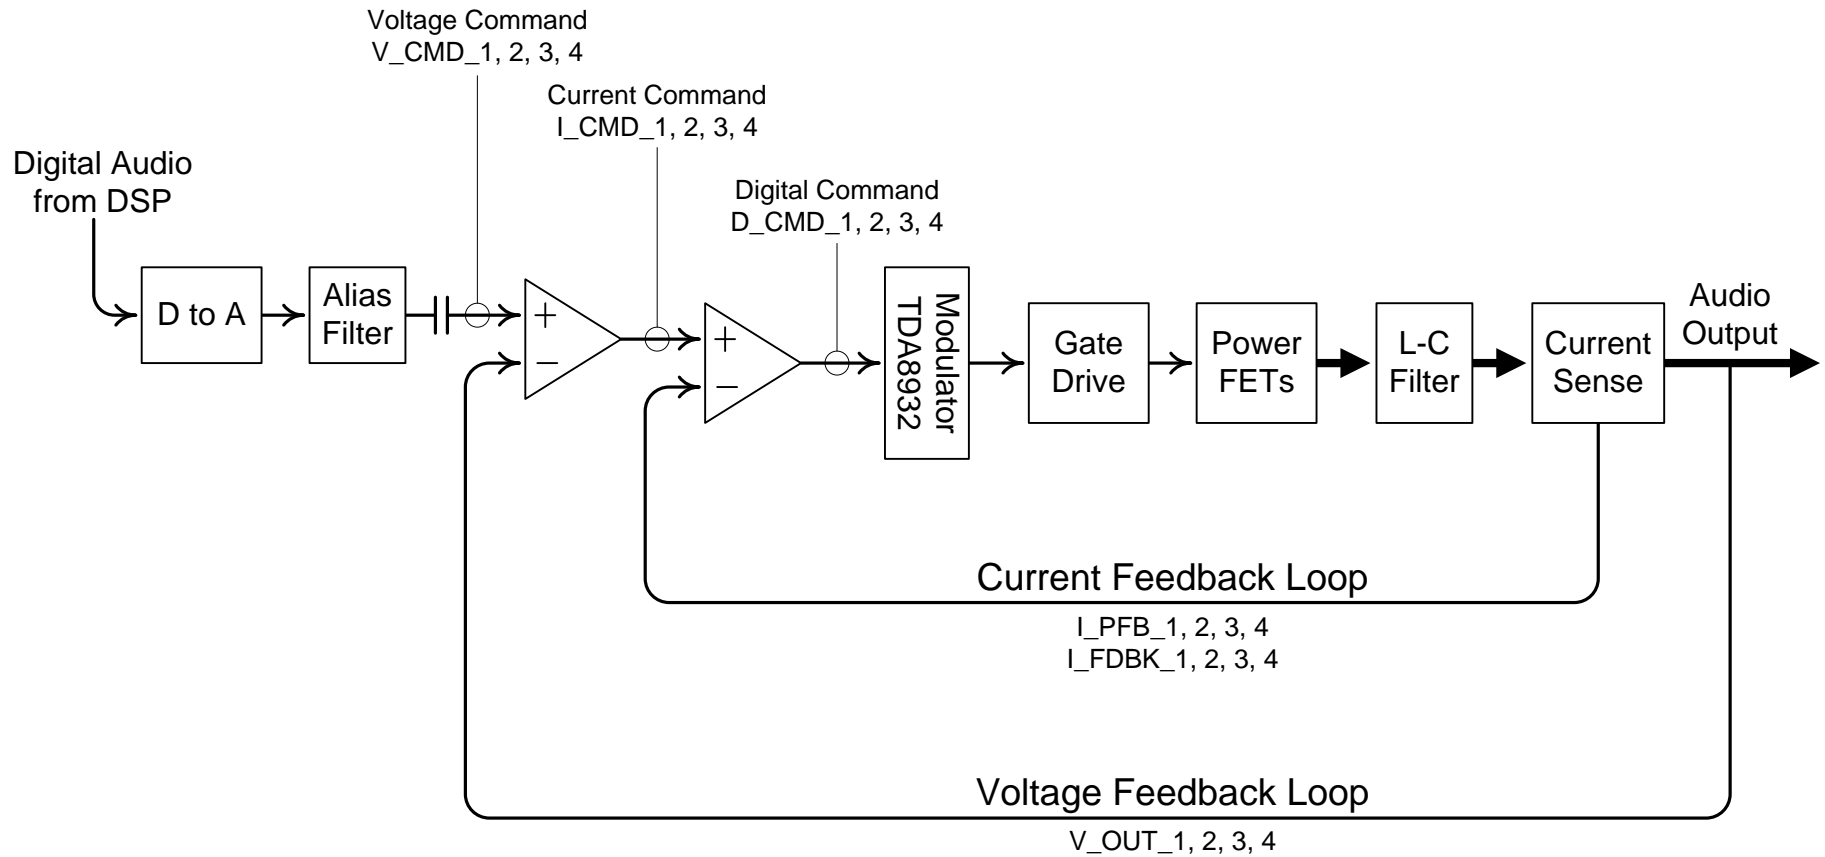 Voltage Command
V_CMD_1, 2, 3, 4
Current Command
I_CMD_1, 2, 3, 4
Digital Command
D_CMD_1, 2, 3, 4
Digital Audio
from DSP
D to A
Alias
Filter
+
−
+
−
Modulator
TDA8932
Gate
Drive
Power
FETs
L-C
Filter
Current
Sense
Audio
Output
Current Feedback Loop
I_PFB_1, 2, 3, 4
I_FDBK_1, 2, 3, 4
Voltage Feedback Loop
V_OUT_1, 2, 3, 4